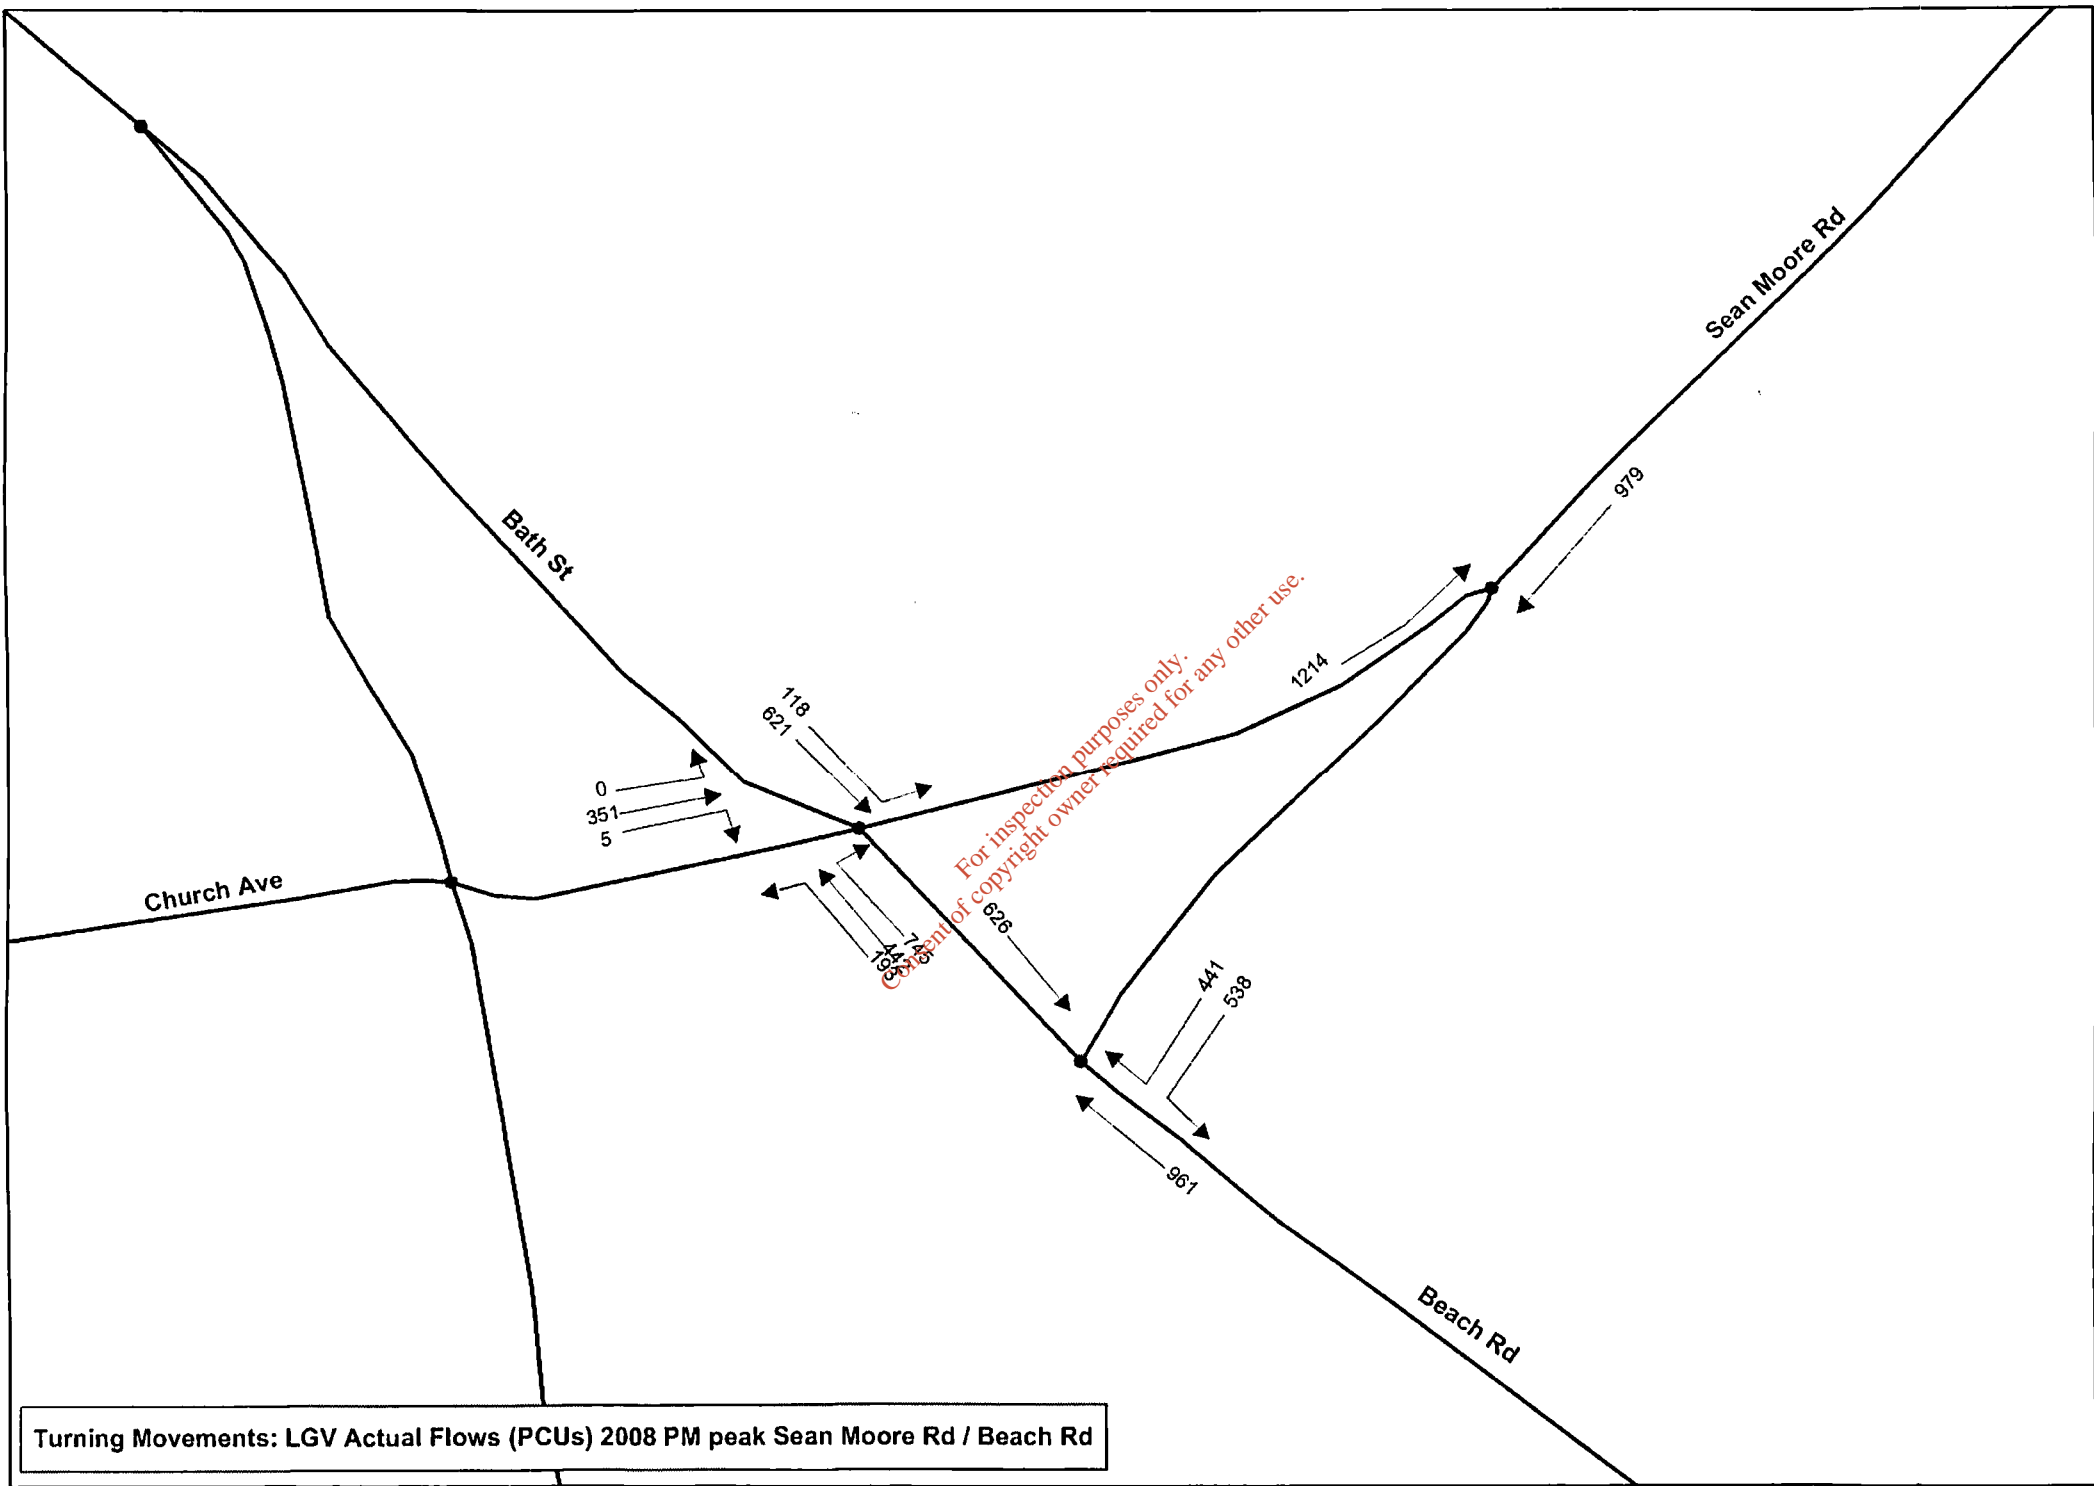 Sean Moore Rd
979
Bath St
1214
118
621
0
351
5
Church Ave
745
626
441
538
961
Beach Rd
For inspection purposes only.
Consent of copyright owner required for any other use.
Turning Movements: LGV Actual Flows (PCUs) 2008 PM peak Sean Moore Rd / Beach Rd